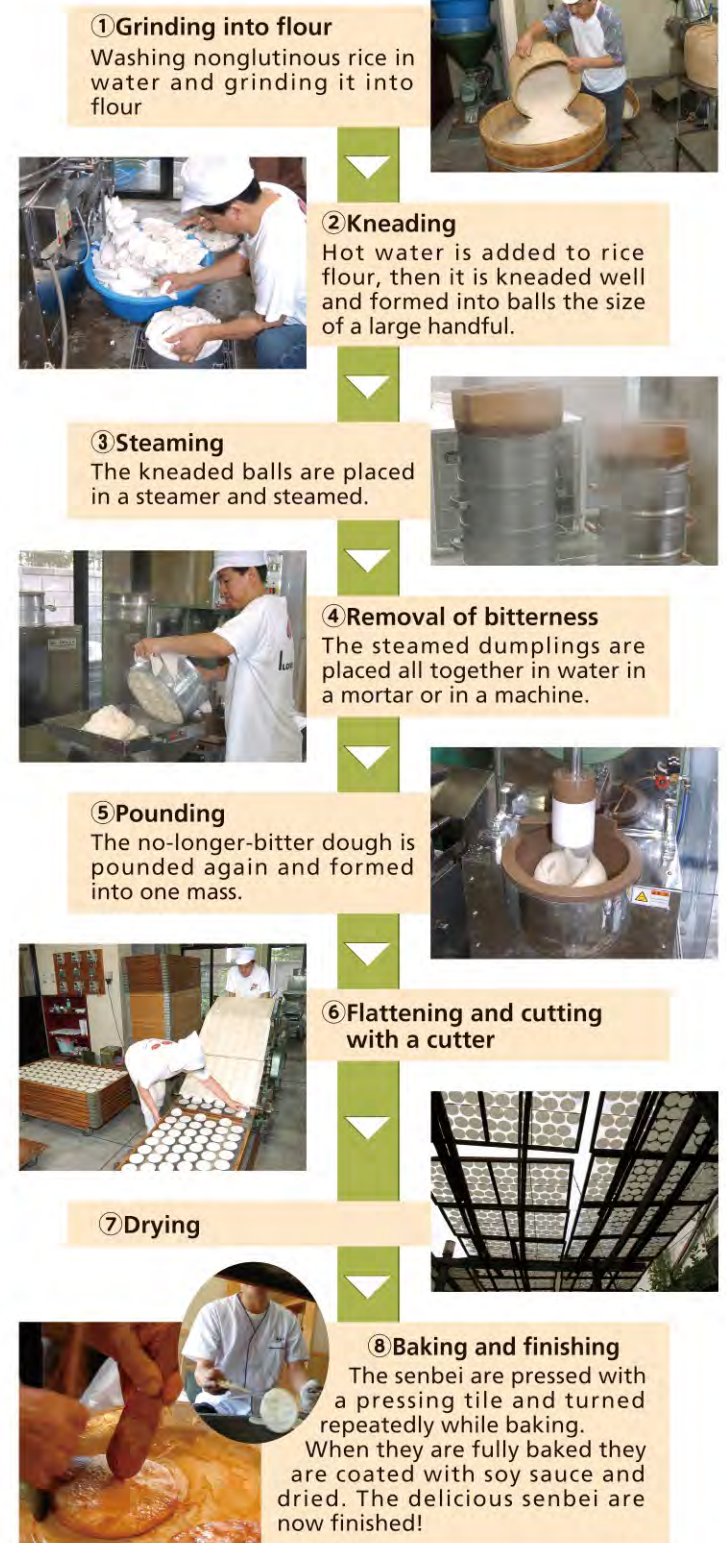 ①Grinding into flour
Washing nonglutinous rice in
water and grinding it into
flour
②Kneading
Hot water is added to rice
flour, then it is kneaded well
and formed into balls the size
of a large handful.
③Steaming
The kneaded balls are placed
in a steamer and steamed.
④Removal of bitterness
The steamed dumplings are
placed all together in water in
a mortar or in a machine.
⑤Pounding
The no-longer-bitter dough is
pounded again and formed
into one mass.
⑥Flattening and cutting
with a cutter
⑦Drying
⑧Baking and finishing
The senbei are pressed with
a pressing tile and turned
repeatedly while baking.
When they are fully baked they
are coated with soy sauce and
dried. The delicious senbei are
now finished!